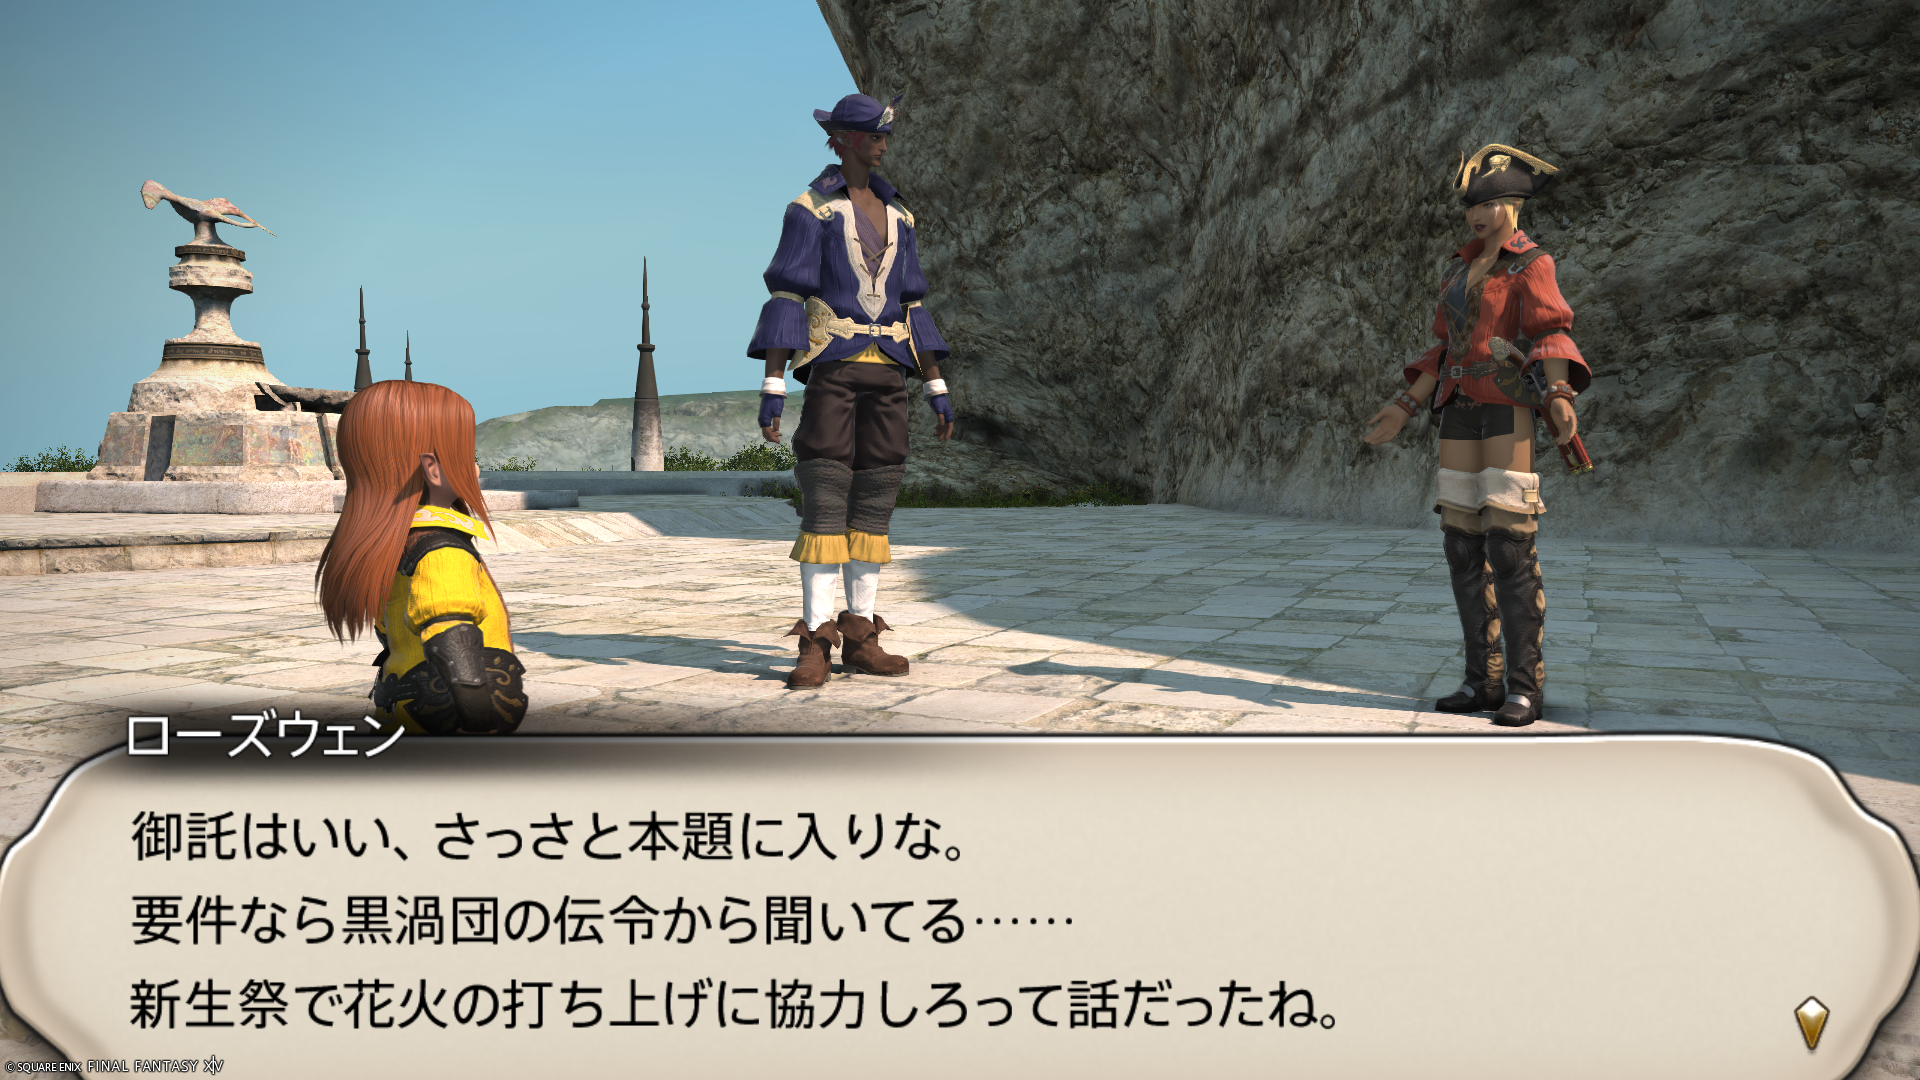 ローズウェン
御託はいい、さっさと本題に入りな。
要件なら黒渦団の伝令から聞いてる……
新生祭で花火の打ち上げに協力しろって話だったね。
© SQUARE ENIX FINAL FANTASY XIV